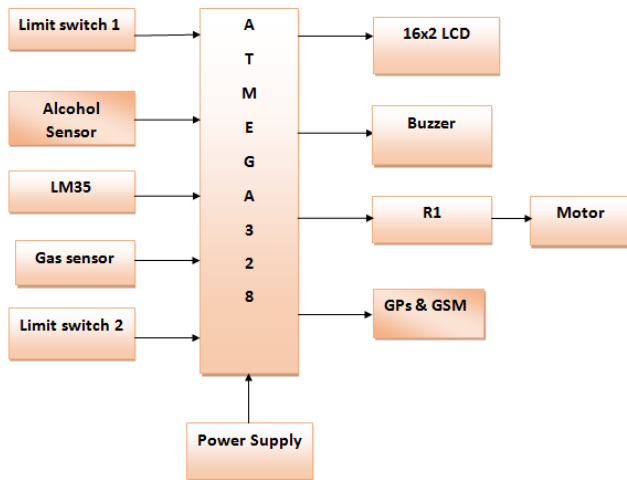 Limit switch 1
Alcohol
Sensor
LM35
Gas sensor
Limit switch 2
A
T
M
E
G
A
3
2
8
16x2 LCD
Buzzer
R1
Motor
GPs & GSM
Power Supply